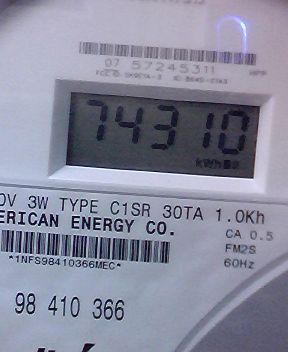 07 57245311
74310
kWh
0V 3W TYPE C1SR 30TA 1.0Kh
ERICAN ENERGY CO.
CA 0.5
FM2S
*1NFS98410366MEC*
60Hz
98 410 366